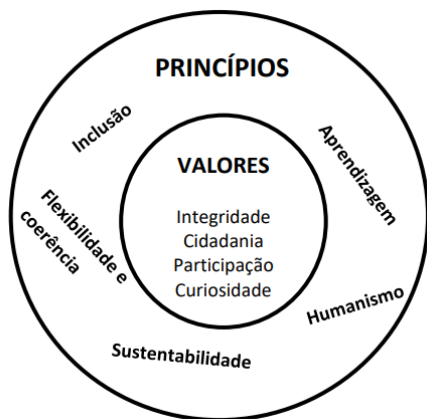 PRINCÍPIOS
Inclusão
Aprendizagem
VALORES
Integridade
Cidadania
Participação
Curiosidade
Flexibilidade e
coerência
Humanismo
Sustentabilidade